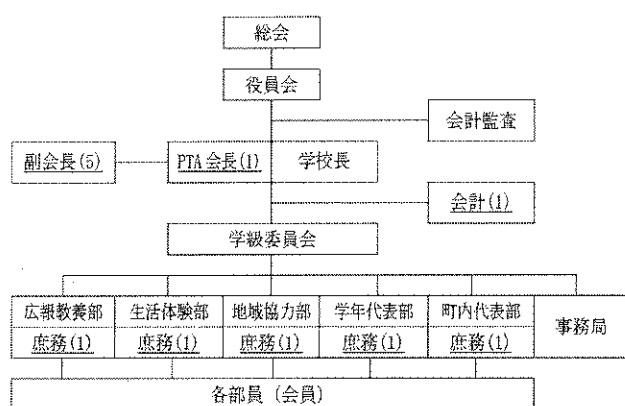 総会
役員会
会計監査
副会長(5)
PTA会長(1)
学校長
会計(1)
学級委員会
広報教養部
生活体験部
地域協力部
学年代表部
町内代表部
事務局
庶務(1)
庶務(1)
庶務(1)
庶務(1)
庶務(1)
各部員(会員)